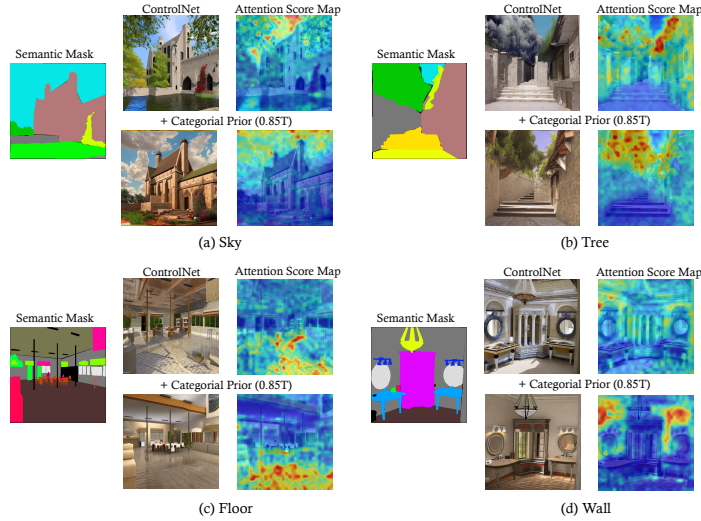 ControlNet
Attention Score Map
Semantic Mask
+ Categorial Prior (0.85T)
(a) Sky
ControlNet
Attention Score Map
Semantic Mask
+ Categorial Prior (0.85T)
(b) Tree
ControlNet
Attention Score Map
Semantic Mask
+ Categorial Prior (0.85T)
(c) Floor
ControlNet
Attention Score Map
Semantic Mask
+ Categorial Prior (0.85T)
(d) Wall